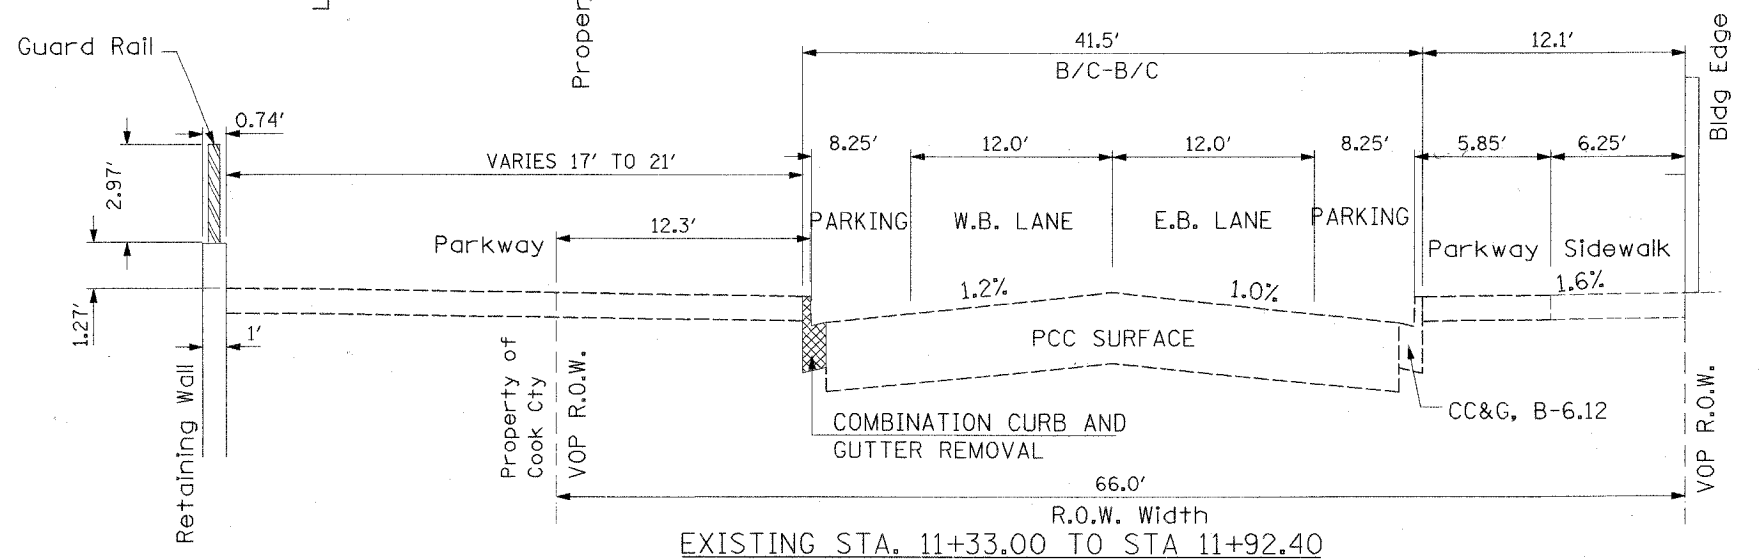 Guard Rail
Proper
41.5'
B/C-B/C
12.1'
Bldg Edge
0.74'
2.97'
VARIES 17' TO 21'
8.25'
12.0'
12.0'
8.25'
5.85'
6.25'
12.3'
PARKING
W.B. LANE
E.B. LANE
PARKING
Parkway
Parkway
Sidewalk
1.2%
1.0%
1.6%
1.27'
1'
PCC SURFACE
Retaining Wall
Property of
Cook Cty
VOP R.O.W.
COMBINATION CURB AND
GUTTER REMOVAL
CC&G, B-6.12
VOP R.O.W.
66.0'
R.O.W. Width
EXISTING STA. 11+33.00 TO STA 11+92.40